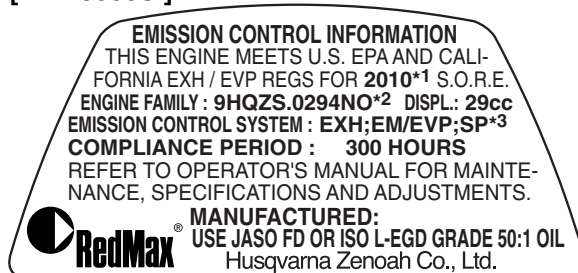 EMISSION CONTROL INFORMATION
THIS ENGINE MEETS U.S. EPA AND CALI-
FORNIA EXH / EVP REGS FOR 2010*1 S.O.R.E.
ENGINE FAMILY : 9HQZS.0294NO*2 DISPL.: 29cc
EMISSION CONTROL SYSTEM : EXH;EM/EVP;SP*3
COMPLIANCE PERIOD : 300 HOURS
REFER TO OPERATOR'S MANUAL FOR MAINTE-
NANCE, SPECIFICATIONS AND ADJUSTMENTS.
MANUFACTURED:
RedMax® USE JASO FD OR ISO L-EGD GRADE 50:1 OIL
Husqvarna Zenoah Co., Ltd.